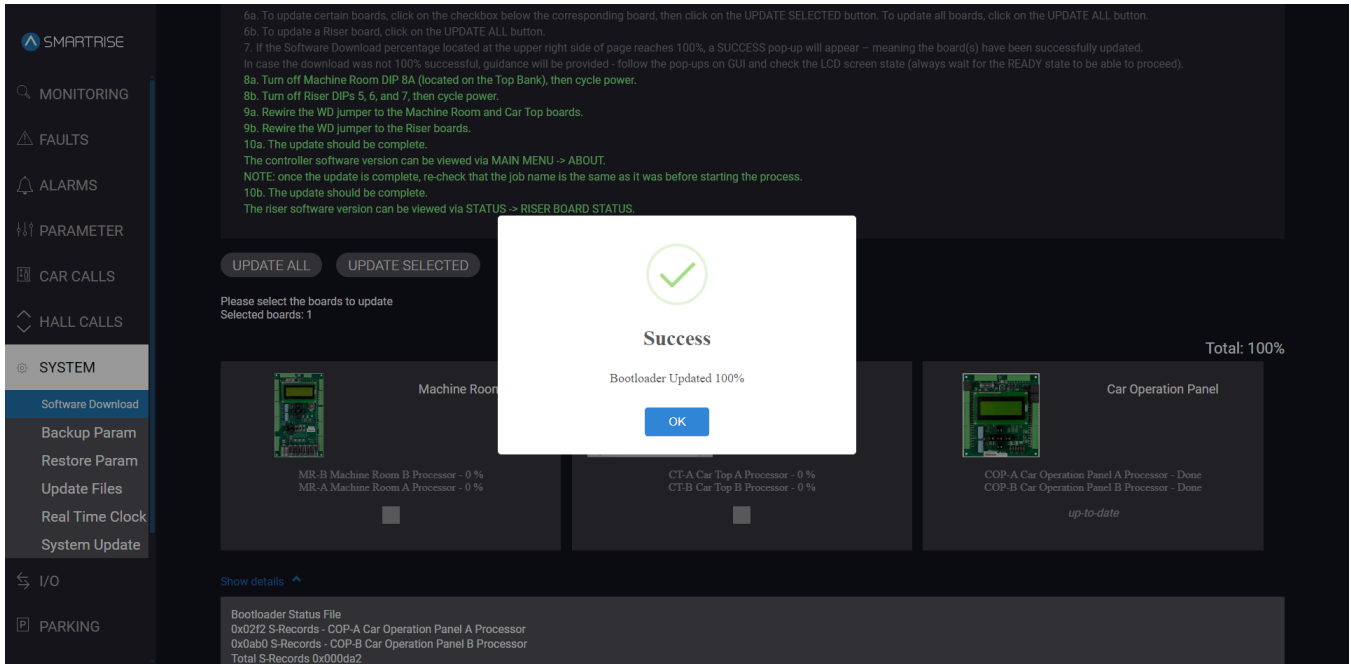 SMARTRISE
MONITORING
FAULTS
ALARMS
PARAMETER
CAR CALLS
HALL CALLS
SYSTEM
Software Download
Backup Param
Restore Param
Update Files
Real Time Clock
System Update
I/O
PARKING
6a. To update certain boards, click on the checkbox below the corresponding board, then click on the UPDATE SELECTED button. To update all boards, click on the UPDATE ALL button.
6b. To update a Riser board, click on the UPDATE ALL button.
7. If the Software Download percentage located at the upper right side of page reaches 100%, a SUCCESS pop-up will appear – meaning the board(s) have been successfully updated.
In case the download was not 100% successful, guidance will be provided - follow the pop-ups on GUI and check the LCD screen state (always wait for the READY state to be able to proceed).
8a. Turn off Machine Room DIP 8A (located on the Top Bank), then cycle power.
8b. Turn off Riser DIPs 5, 6, and 7, then cycle power.
9a. Rewire the WD jumper to the Machine Room and Car Top boards.
9b. Rewire the WD jumper to the Riser boards.
10a. The update should be complete.
The controller software version can be viewed via MAIN MENU -> ABOUT.
NOTE: once the update is complete, re-check that the job name is the same as it was before starting the process.
10b. The update should be complete.
The riser software version can be viewed via STATUS -> RISER BOARD STATUS.
UPDATE ALL UPDATE SELECTED
Please select the boards to update
Selected boards: 1
Total: 100%
Success
Bootloader Updated 100%
OK
Machine Room
MR-B Machine Room B Processor - 0 %
MR-A Machine Room A Processor - 0 %
CT-A Car Top A Processor - 0 %
CT-B Car Top B Processor - 0 %
Car Operation Panel
COP-A Car Operation Panel A Processor - Done
COP-B Car Operation Panel B Processor - Done
up-to-date
Show details
Bootloader Status File
0x02f2 S-Records - COP-A Car Operation Panel A Processor
0x0ab0 S-Records - COP-B Car Operation Panel B Processor
Total S-Records 0x000da2